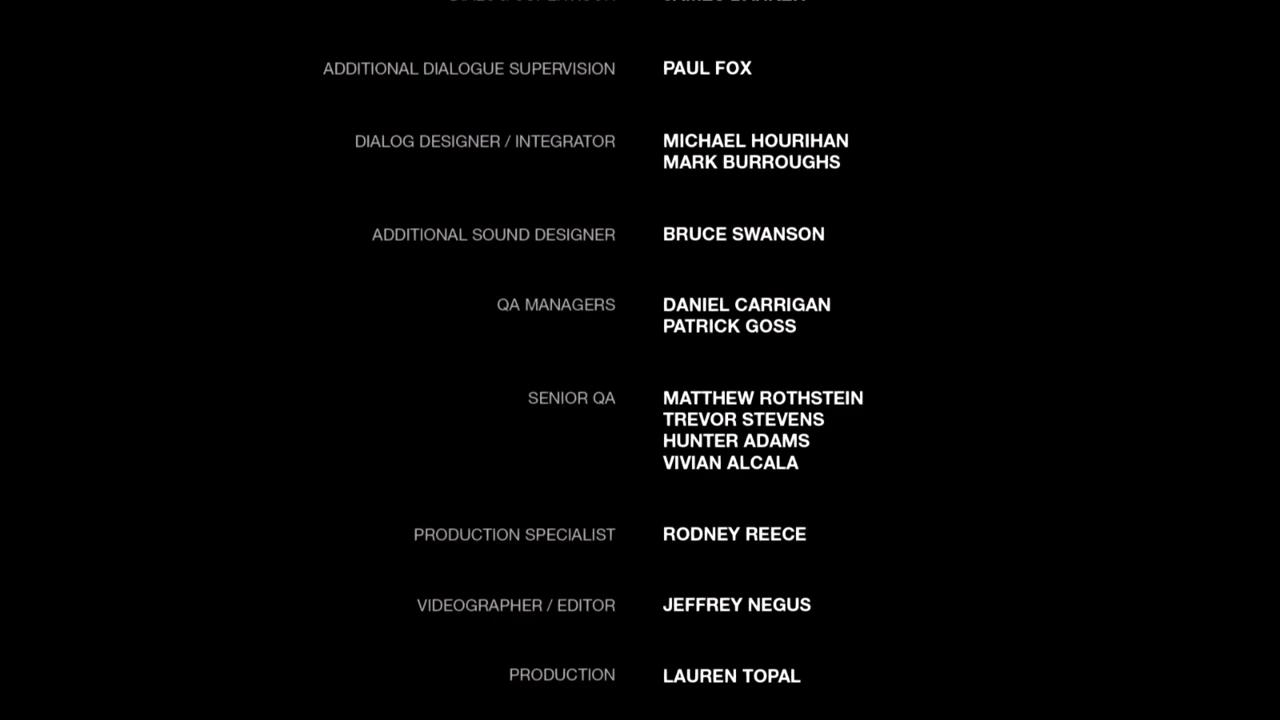 ADDITIONAL DIALOGUE SUPERVISION PAUL FOX
DIALOG DESIGNER / INTEGRATOR MICHAEL HOURIHAN
MARK BURROUGHS
ADDITIONAL SOUND DESIGNER BRUCE SWANSON
QA MANAGERS DANIEL CARRIGAN
PATRICK GOSS
SENIOR QA MATTHEW ROTHSTEIN
TREVOR STEVENS
HUNTER ADAMS
VIVIAN ALCALA
PRODUCTION SPECIALIST RODNEY REECE
VIDEOGRAPHER / EDITOR JEFFREY NEGUS
PRODUCTION LAUREN TOPAL